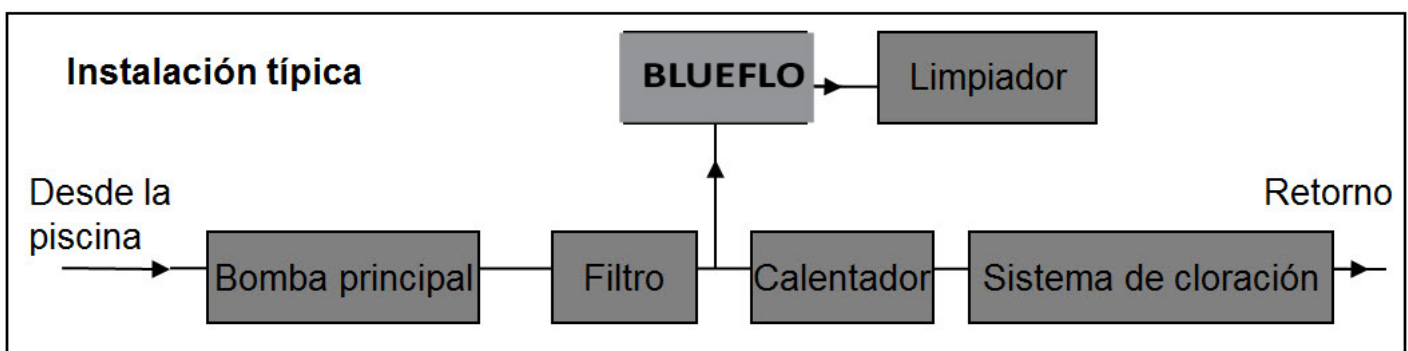 Instalación típica
BLUEFLO
Limpiador
Desde la
piscina
Retorno
Bomba principal
Filtro
Calentador
Sistema de cloración